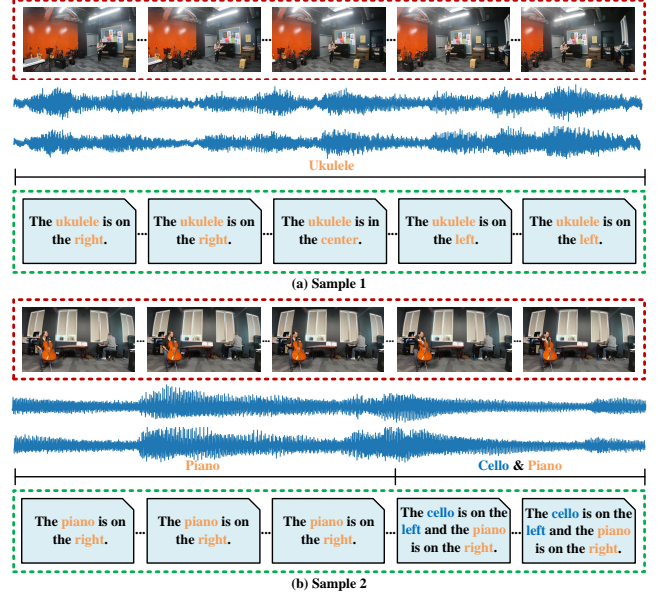 Ukulele
The ukulele is on
the right.
The ukulele is on
the right.
The ukulele is in
the center.
The ukulele is on
the left.
The ukulele is on
the left.
(a) Sample 1
Piano
Cello & Piano
The piano is on
the right.
The piano is on
the right.
The piano is on
the right.
The cello is on the
left and the piano
is on the right.
The cello is on the
left and the piano
is on the right.
(b) Sample 2